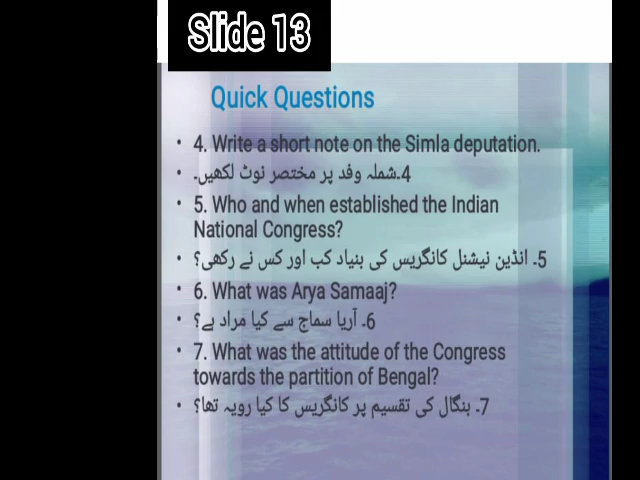 Slide 13
Quick Questions
• 4. Write a short note on the Simla deputation.
• 4۔شملہ وفد پر مختصر نوٹ لکھیں۔
• 5. Who and when established the Indian
National Congress?
• 5۔ انڈین نیشنل کانگریس کی بنیاد کب اور کس نے رکھی؟
• 6. What was Arya Samaaj?
• 6۔ آریا سماج سے کیا مراد ہے؟
• 7. What was the attitude of the Congress
towards the partition of Bengal?
• 7۔ بنگال کی تقسیم پر کانگریس کا کیا رویہ تھا؟